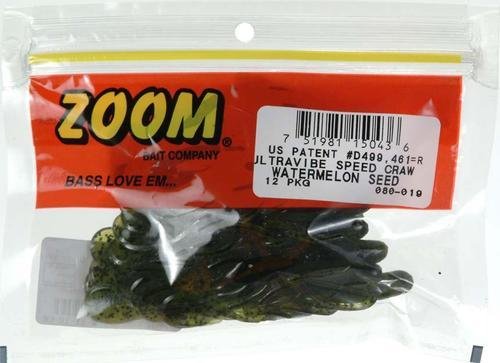 ZOOM®
BAIT COMPANY
BASS LOVE EM...
7 51981 15043 6
US PATENT #D499,461=R
ULTRAVIBE SPEED CRAW
WATERMELON SEED
12 PKG
080-019